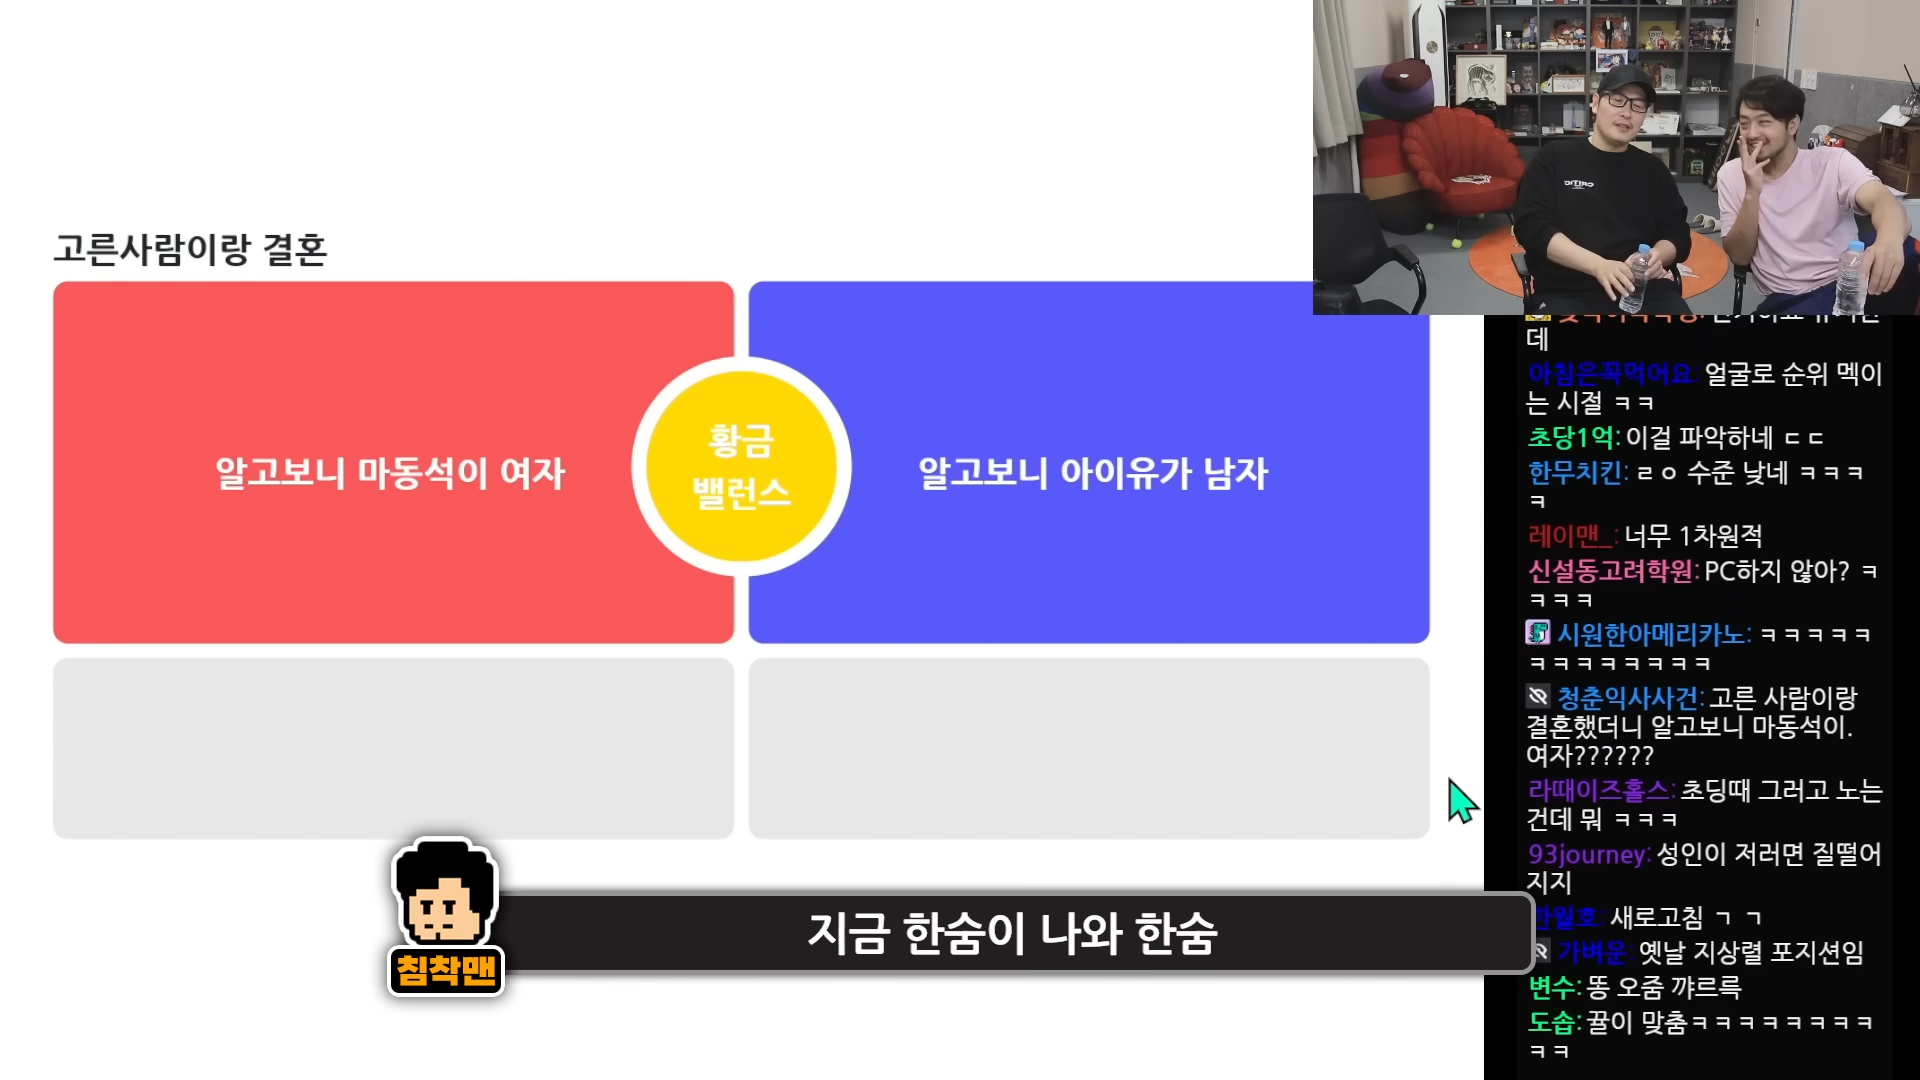 고른사람이랑 결혼
알고보니 마동석이 여자
황금
밸런스
알고보니 아이유가 남자
데
아침은꼭먹어요: 얼굴로 순위 멕이
는 시절 ㅋㅋ
초당1억: 이걸 파악하네 ㄷㄷ
한무치킨: ㄹㅇ 수준 낮네 ㅋㅋㅋ
ㅋ
레이맨_: 너무 1차원적
신설동고려학원: PC하지 않아? ㅋ
ㅋㅋㅋ
시원한아메리카노: ㅋㅋㅋㅋㅋ
ㅋㅋㅋㅋㅋㅋㅋㅋ
청춘익사사건: 고른 사람이랑
결혼했더니 알고보니 마동석이.
여자??????
라때이즈홀스: 초딩때 그러고 노는
건데 뭐 ㅋㅋㅋ
93journey: 성인이 저러면 질떨어
지지
한월호: 새로고침 ㄱㄱ
가벼운: 옛날 지상렬 포지션임
변수: 똥 오줌 꺄르륵
도솝: 뀰이 맞춤ㅋㅋㅋㅋㅋㅋㅋㅋ
ㅋㅋ
지금 한숨이 나와 한숨
침착맨